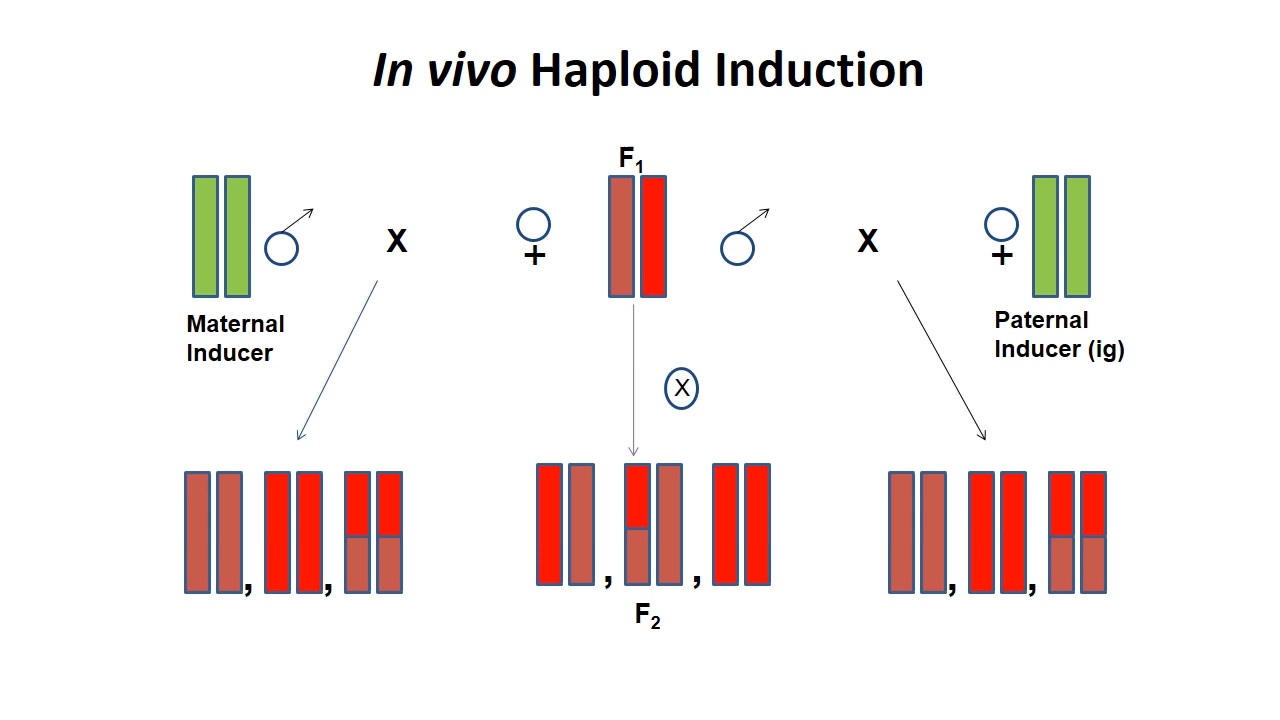 In vivo Haploid Induction
F1
X
+
X
+
Maternal
Inducer
Paternal
Inducer (ig)
X
, ,
, ,
, ,
F2